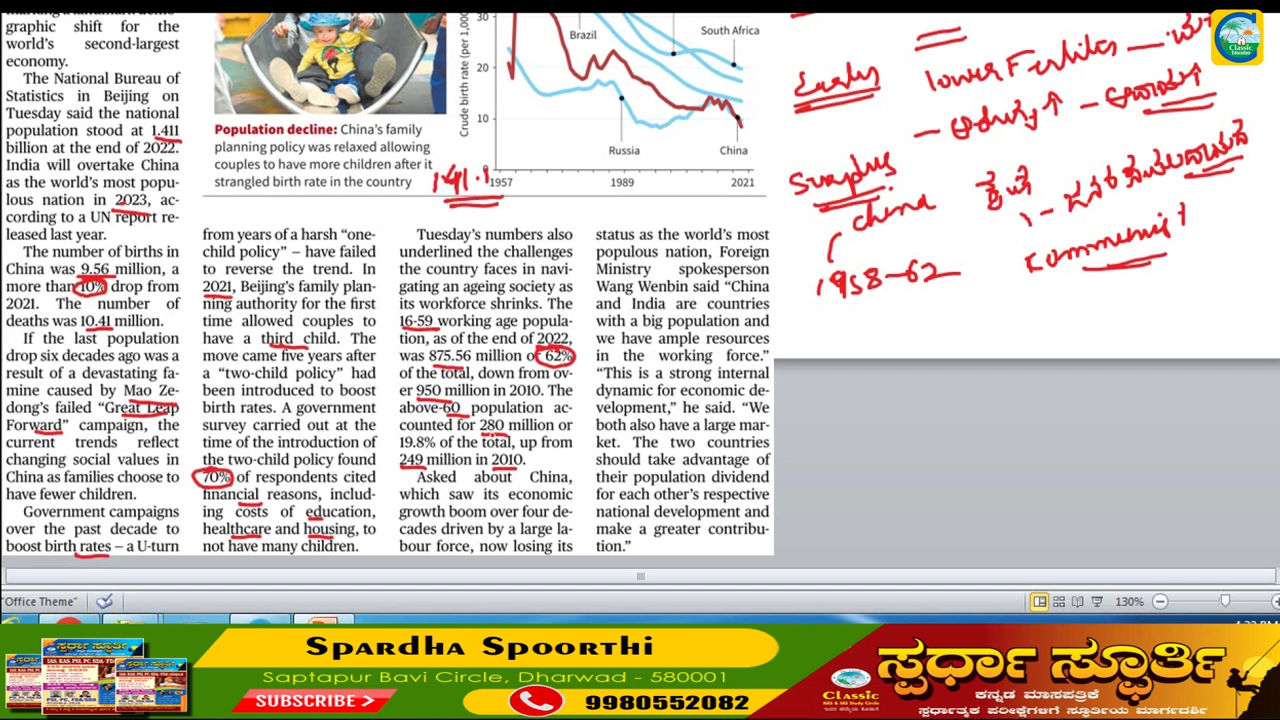 marking a landmark demo-
graphic shift for the
world's second-largest
economy.
The National Bureau of
Statistics in Beijing on
Tuesday said the national
population stood at 1.411
billion at the end of 2022.
India will overtake China
as the world's most popu-
lous nation in 2023, ac-
cording to a UN report re-
leased last year.
The number of births in
China was 9.56 million, a
more than 10% drop from
2021. The number of
deaths was 10.41 million.
If the last population
drop six decades ago was a
result of a devastating fa-
mine caused by Mao Ze-
dong's failed "Great Leap
Forward" campaign, the
current trends reflect
changing social values in
China as families choose to
have fewer children.
Government campaigns
over the past decade to
boost birth rates – a U-turn
Population decline: China's family
planning policy was relaxed allowing
couples to have more children after it
strangled birth rate in the country
Crude birth rate (per 1,000
30
20
10
0
Brazil
South Africa
Russia
China
1957
1989
2021
141.1
from years of a harsh "one-
child policy" – have failed
to reverse the trend. In
2021, Beijing's family plan-
ning authority for the first
time allowed couples to
have a third child. The
move came five years after
a "two-child policy" had
been introduced to boost
birth rates. A government
survey carried out at the
time of the introduction of
the two-child policy found
70% of respondents cited
financial reasons, includ-
ing costs of education,
healthcare and housing, to
not have many children.
Tuesday's numbers also
underlined the challenges
the country faces in navi-
gating an ageing society as
its workforce shrinks. The
16-59 working age popula-
tion, as of the end of 2022,
was 875.56 million or 62%
of the total, down from ov-
er 950 million in 2010. The
above-60 population ac-
counted for 280 million or
19.8% of the total, up from
249 million in 2010.
Asked about China,
which saw its economic
growth boom over four de-
cades driven by a large la-
bour force, now losing its
status as the world's most
populous nation, Foreign
Ministry spokesperson
Wang Wenbin said "China
and India are countries
with a big population and
we have ample resources
in the working force."
"This is a strong internal
dynamic for economic de-
velopment," he said. "We
both also have a large mar-
ket. The two countries
should take advantage of
their population dividend
for each other's respective
national development and
make a greater contribu-
tion."
China
1958-62
Classic
Education
"Office Theme"
130%
Spardha Spoorthi
Saptapur Bavi Circle, Dharwad - 580001
SUBSCRIBE
9980552082
Classic
KAS & IAS Study Circle
ಸ್ಪರ್ಧಾ ಸ್ಫೂರ್ತಿ
ಕನ್ನಡ ಮಾಸಪತ್ರಿಕೆ
ಸ್ಪರ್ಧಾತ್ಮಕ ಪರೀಕ್ಷೆಗಳಿಗೆ ಸ್ಫೂರ್ತಿಯ ಮಾರ್ಗದರ್ಶಿ